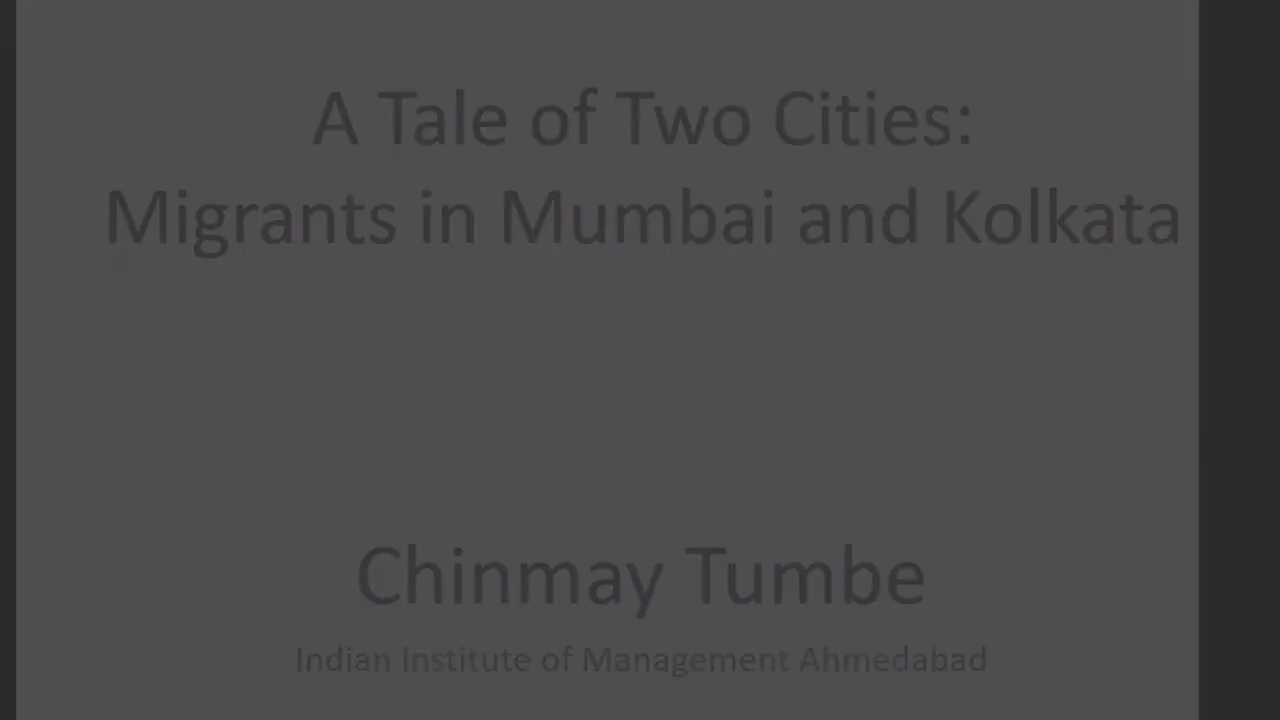 A Tale of Two Cities:
Migrants in Mumbai and Kolkata
Chinmay Tumbe
Indian Institute of Management Ahmedabad